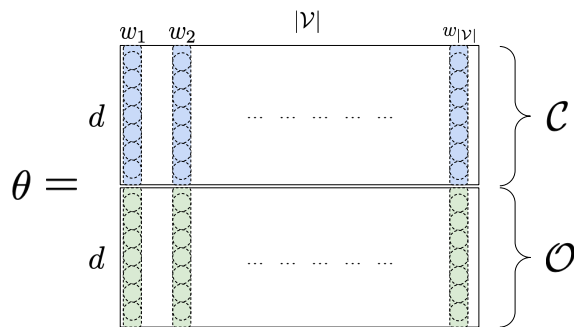 |𝒱|
w₁ w₂ w|𝒱|
d ... ... ... ... ... 𝒞
θ =
d ... ... ... ... ... 𝒪